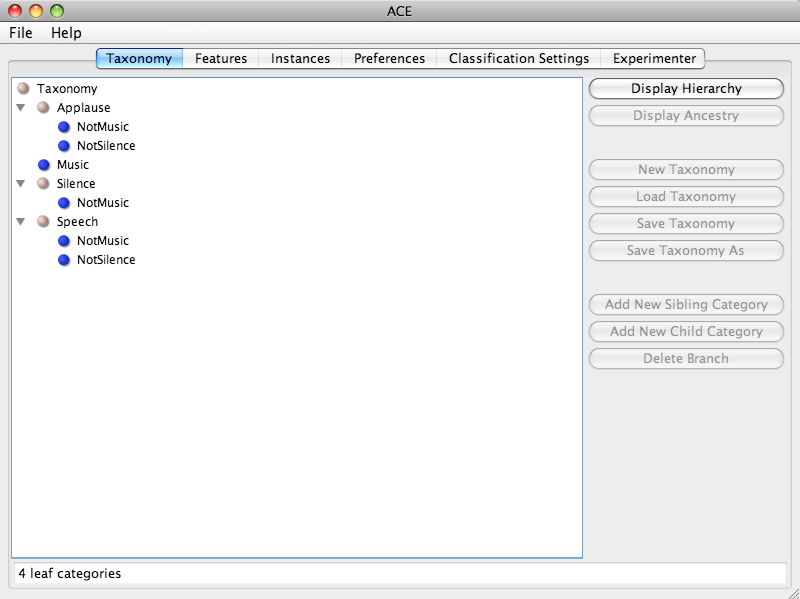 ACE
File Help
Taxonomy Features Instances Preferences Classification Settings Experimenter
Taxonomy
Applause
NotMusic
NotSilence
Music
Silence
NotMusic
Speech
NotMusic
NotSilence
Display Hierarchy
Display Ancestry
New Taxonomy
Load Taxonomy
Save Taxonomy
Save Taxonomy As
Add New Sibling Category
Add New Child Category
Delete Branch
4 leaf categories